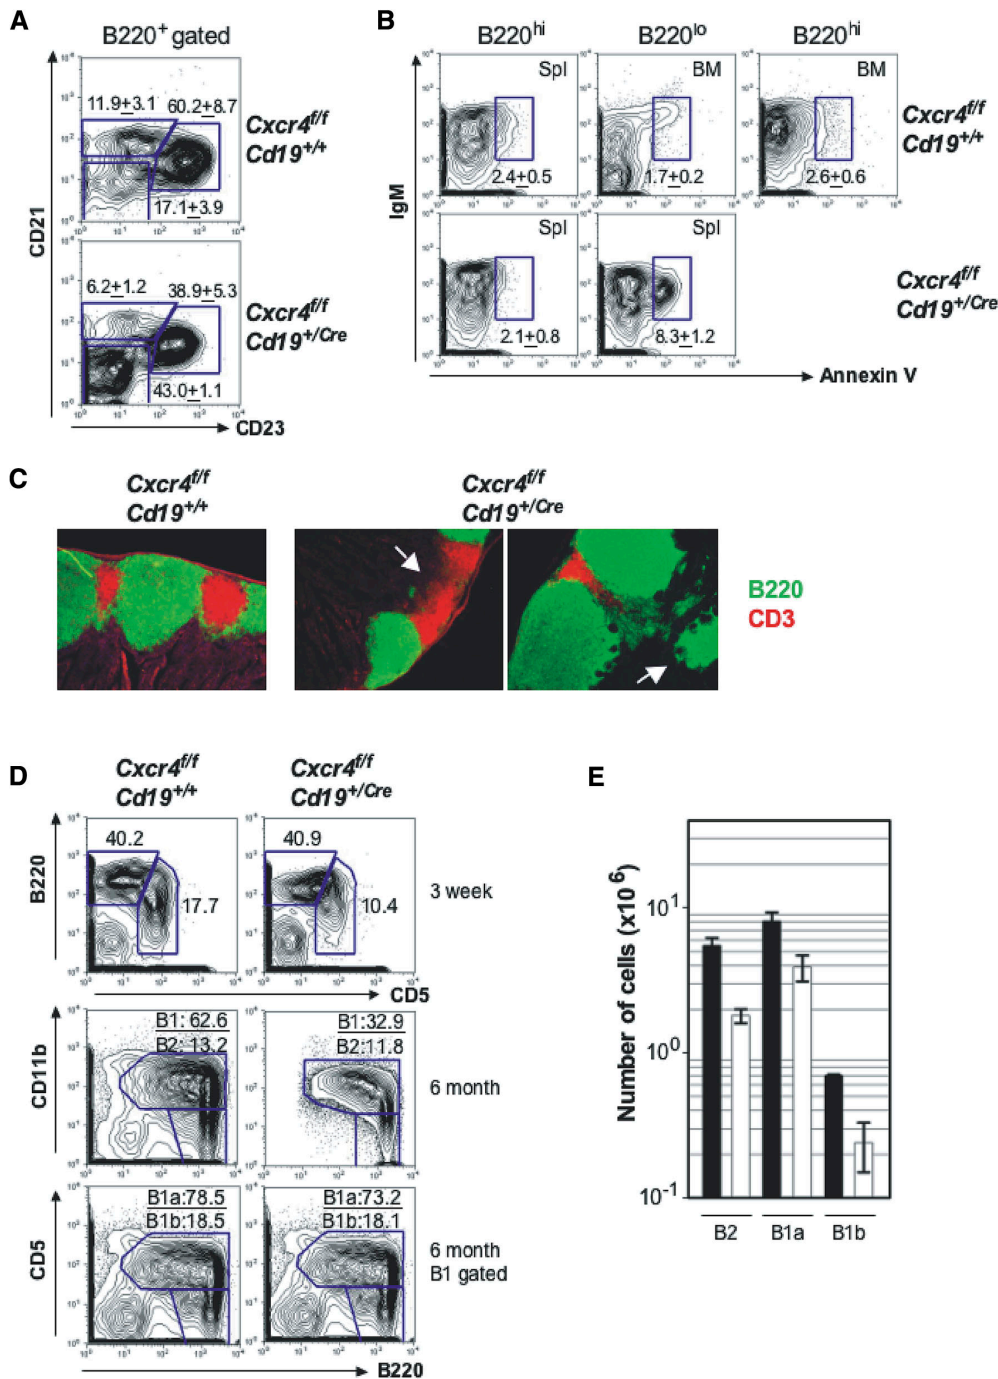 A
B220+ gated
CD21
11.9±3.1
60.2±8.7
17.1±3.9
Cxcr4f/f
Cd19+/+
6.2±1.2
38.9±5.3
43.0±1.1
Cxcr4f/f
Cd19+/Cre
CD23
B
B220hi
B220lo
B220hi
IgM
Spl
2.4±0.5
BM
1.7±0.2
BM
2.6±0.6
Cxcr4f/f
Cd19+/+
Spl
2.1±0.8
Spl
8.3±1.2
Cxcr4f/f
Cd19+/Cre
Annexin V
C
Cxcr4f/f
Cd19+/+
Cxcr4f/f
Cd19+/Cre
B220
CD3
D
Cxcr4f/f
Cd19+/+
Cxcr4f/f
Cd19+/Cre
B220
40.2
17.7
40.9
10.4
3 week
CD5
CD11b
B1: 62.6
B2: 13.2
B1:32.9
B2:11.8
6 month
CD5
B1a:78.5
B1b:18.5
B1a:73.2
B1b:18.1
6 month
B1 gated
B220
E
Number of cells (x10 6)
10 1
10 0
10 -1
B2
B1a
B1b